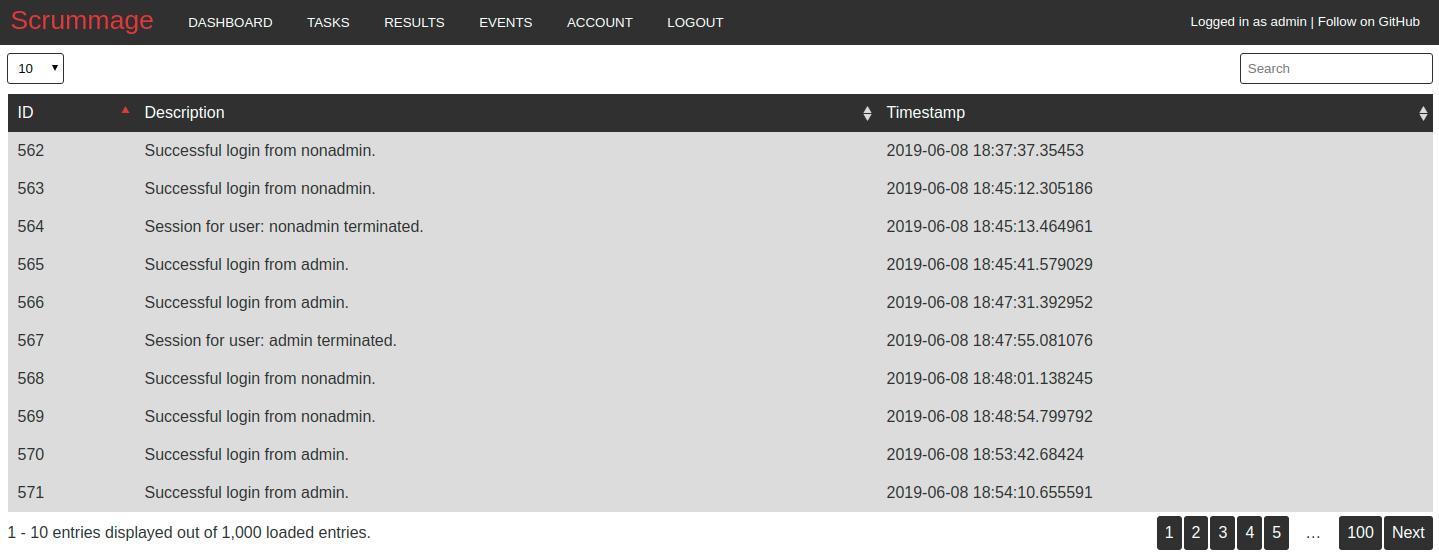 Scrummage DASHBOARD TASKS RESULTS EVENTS ACCOUNT LOGOUT Logged in as admin | Follow on GitHub
10 Search
ID Description Timestamp
562 Successful login from nonadmin. 2019-06-08 18:37:37.35453
563 Successful login from nonadmin. 2019-06-08 18:45:12.305186
564 Session for user: nonadmin terminated. 2019-06-08 18:45:13.464961
565 Successful login from admin. 2019-06-08 18:45:41.579029
566 Successful login from admin. 2019-06-08 18:47:31.392952
567 Session for user: admin terminated. 2019-06-08 18:47:55.081076
568 Successful login from nonadmin. 2019-06-08 18:48:01.138245
569 Successful login from nonadmin. 2019-06-08 18:48:54.799792
570 Successful login from admin. 2019-06-08 18:53:42.68424
571 Successful login from admin. 2019-06-08 18:54:10.655591
1 - 10 entries displayed out of 1,000 loaded entries. 1 2 3 4 5 … 100 Next